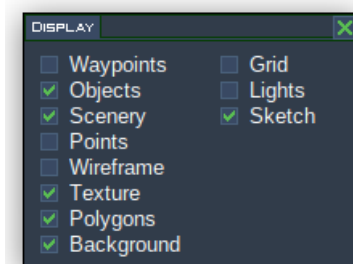 DISPLAY
Waypoints
Objects
Scenery
Points
Wireframe
Texture
Polygons
Background
Grid
Lights
Sketch